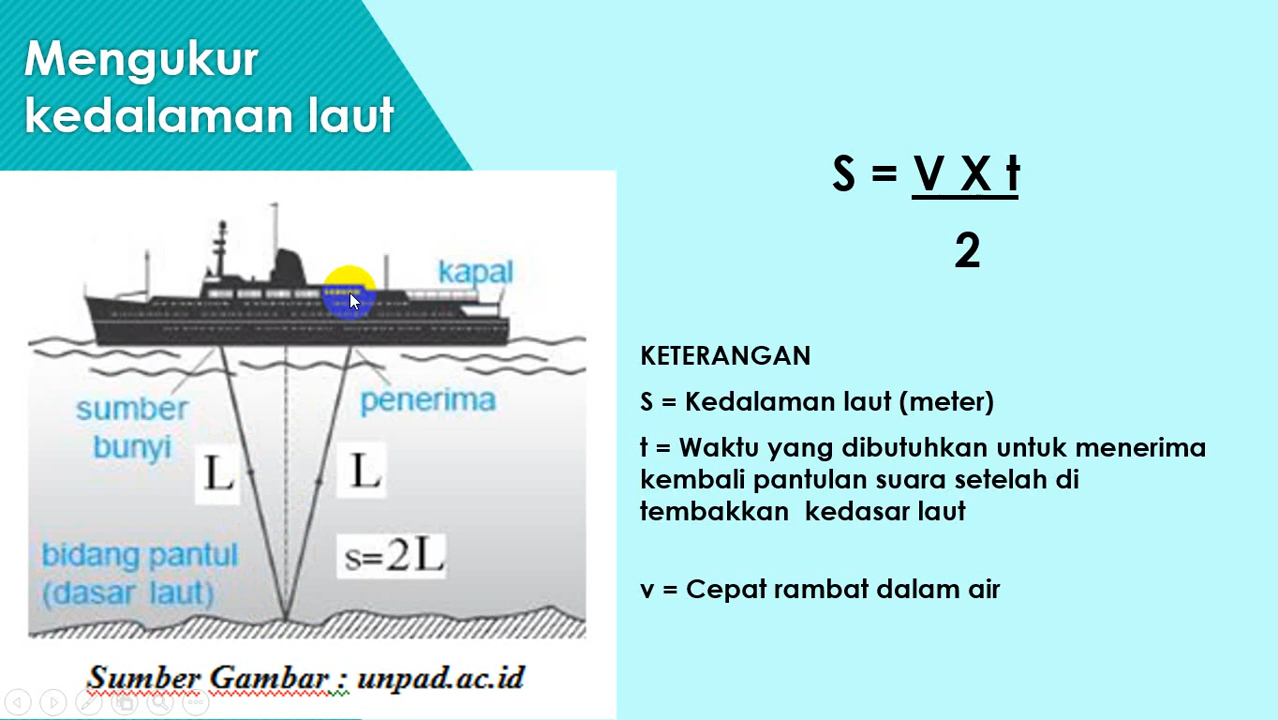 Mengukur
kedalaman laut
kapal
sumber
bunyi
penerima
L
L
s=2L
bidang pantul
(dasar laut)
Sumber Gambar : unpad.ac.id
S = V X t
2
KETERANGAN
S = Kedalaman laut (meter)
t = Waktu yang dibutuhkan untuk menerima
kembali pantulan suara setelah di
tembakkan kedasar laut
v = Cepat rambat dalam air